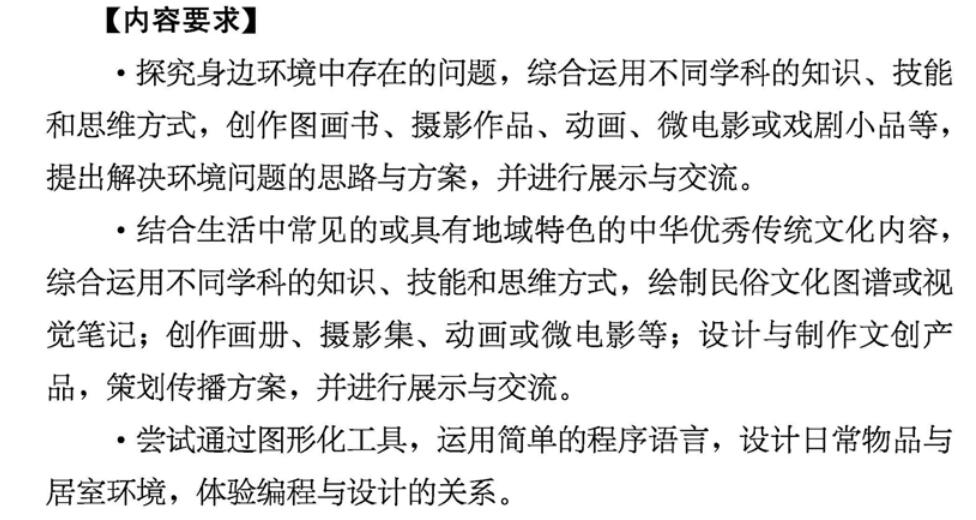 【内容要求】
·探究身边环境中存在的问题，综合运用不同学科的知识、技能
和思维方式，创作图画书、摄影作品、动画、微电影或戏剧小品等，
提出解决环境问题的思路与方案，并进行展示与交流。
·结合生活中常见的或具有地域特色的中华优秀传统文化内容，
综合运用不同学科的知识、技能和思维方式，绘制民俗文化图谱或视
觉笔记；创作画册、摄影集、动画或微电影等；设计与制作文创产
品，策划传播方案，并进行展示与交流。
·尝试通过图形化工具，运用简单的程序语言，设计日常物品与
居室环境，体验编程与设计的关系。